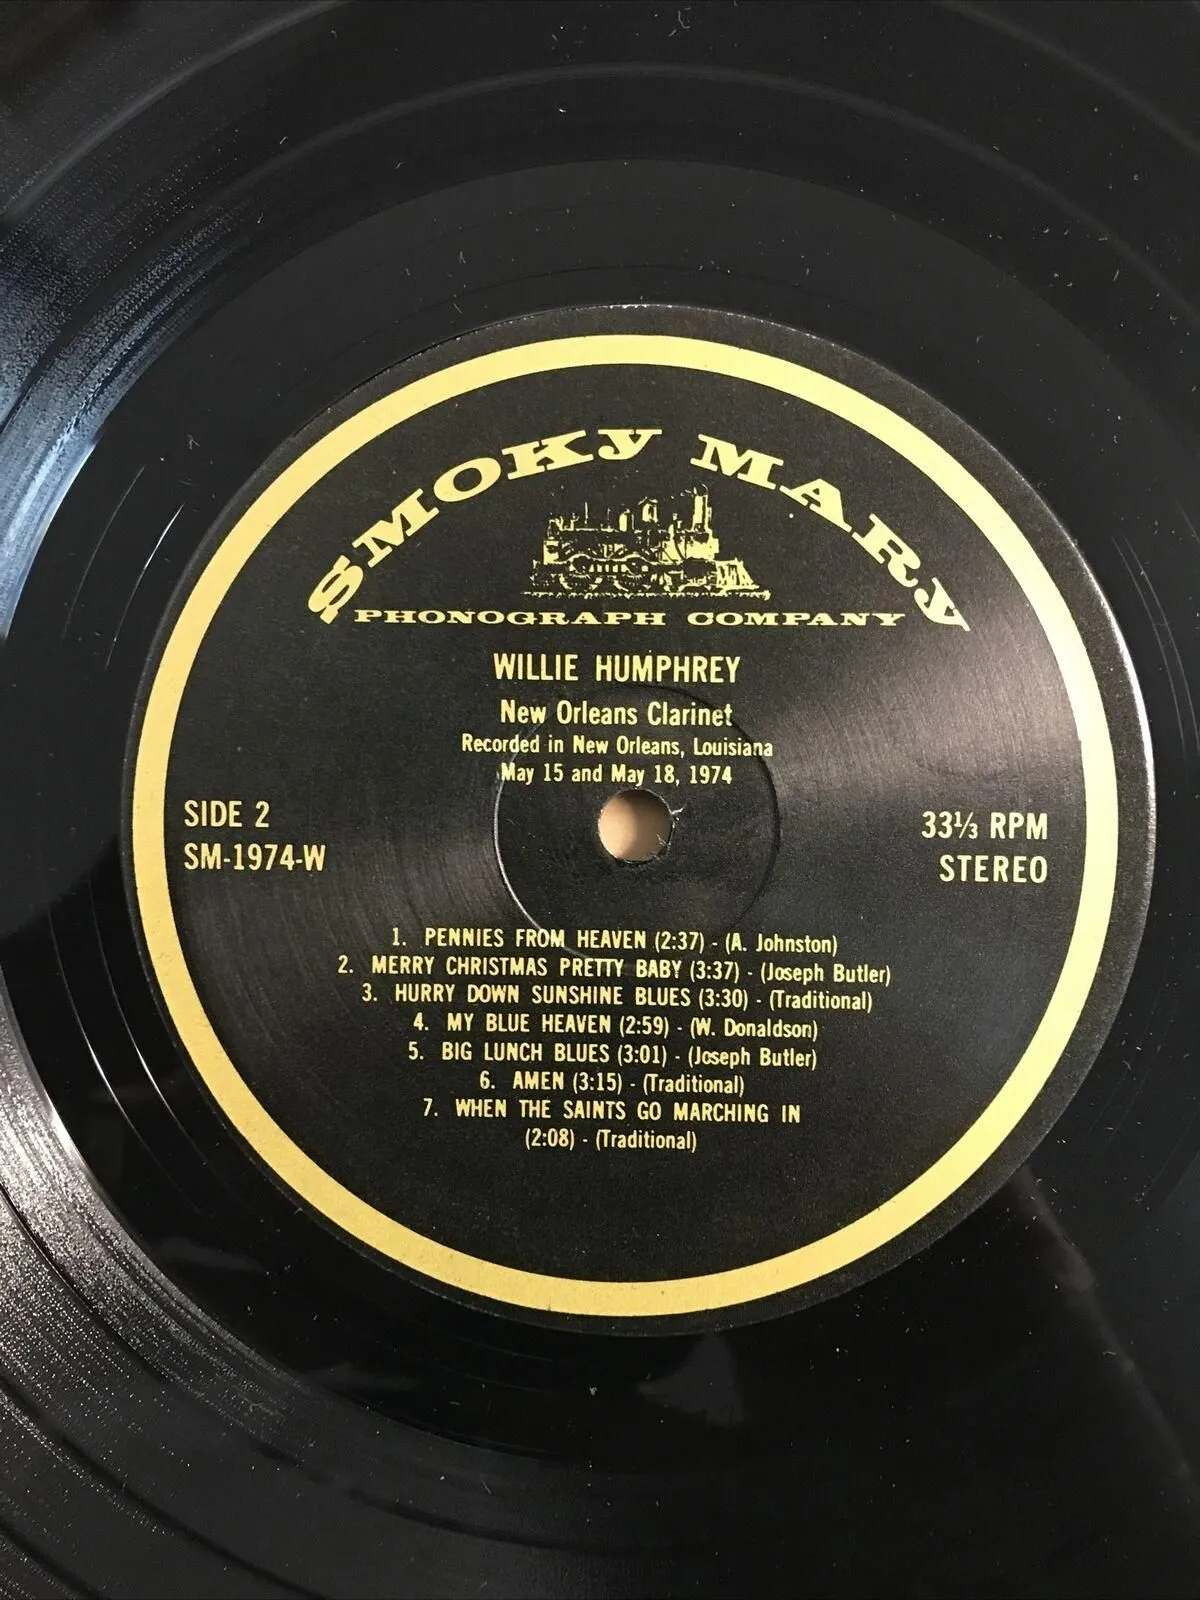 SMOKY MARY
PHONOGRAPH COMPANY
WILLIE HUMPHREY
New Orleans Clarinet
Recorded in New Orleans, Louisiana
May 15 and May 18, 1974
SIDE 2
SM-1974-W
33⅓ RPM
STEREO
1. PENNIES FROM HEAVEN (2:37) - (A. Johnston)
2. MERRY CHRISTMAS PRETTY BABY (3:37) - (Joseph Butler)
3. HURRY DOWN SUNSHINE BLUES (3:30) - (Traditional)
4. MY BLUE HEAVEN (2:59) - (W. Donaldson)
5. BIG LUNCH BLUES (3:01) - (Joseph Butler)
6. AMEN (3:15) - (Traditional)
7. WHEN THE SAINTS GO MARCHING IN
(2:08) - (Traditional)